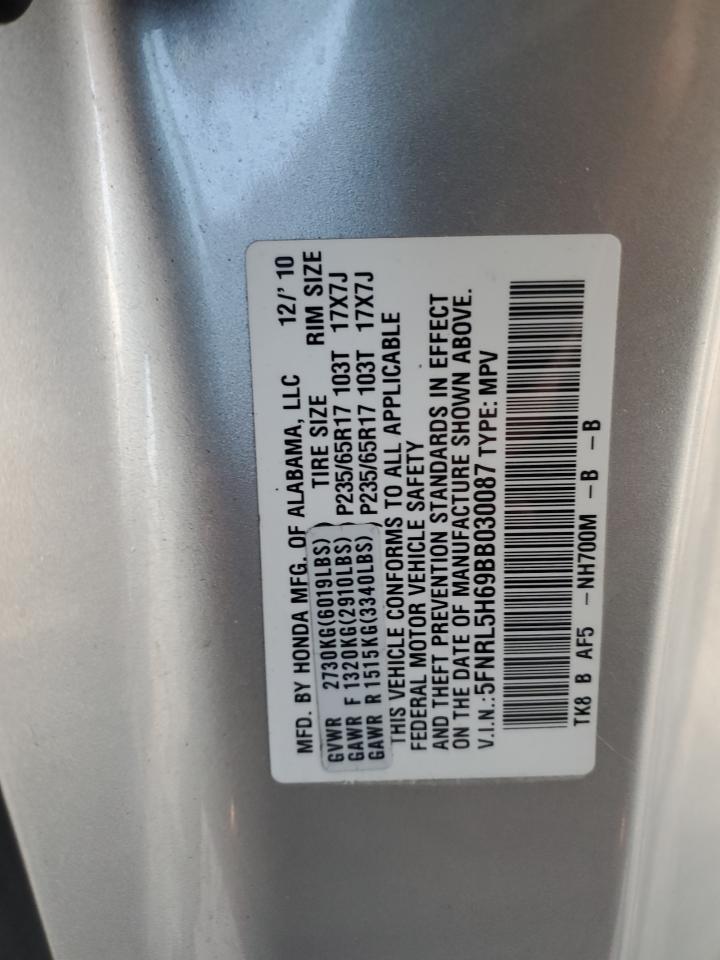 MFD. BY HONDA MFG. OF ALABAMA, LLC 12/'10
TIRE SIZE RIM SIZE
GVWR 2730KG(6019LBS)
GAWR F 1320KG(2910LBS) ) P235/65R17 103T 17X7J
GAWR R 1515KG(3340LBS) ) P235/65R17 103T 17X7J
THIS VEHICLE CONFORMS TO ALL APPLICABLE
FEDERAL MOTOR VEHICLE SAFETY
AND THEFT PREVENTION STANDARDS IN EFFECT
ON THE DATE OF MANUFACTURE SHOWN ABOVE.
V.I.N.:5FNRL5H69BB030087 TYPE: MPV
TK8 B AF5 -NH700M -B -B